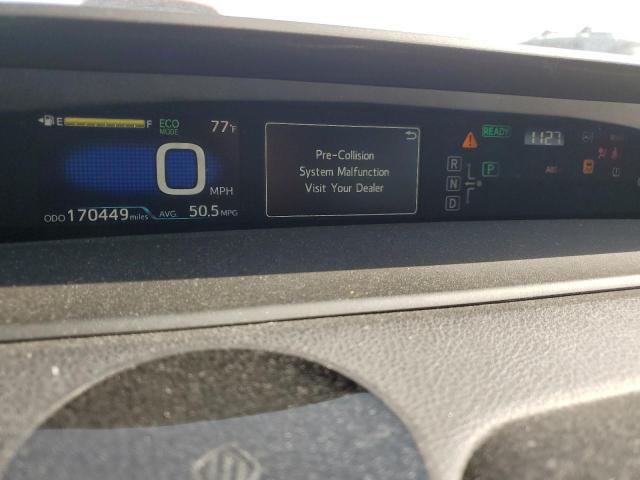 E F
ECO
MODE
77°F
0
MPH
ODO 170449 miles
AVG. 50.5 MPG
Pre-Collision
System Malfunction
Visit Your Dealer
READY
11:27
R
N
D
P
ABS